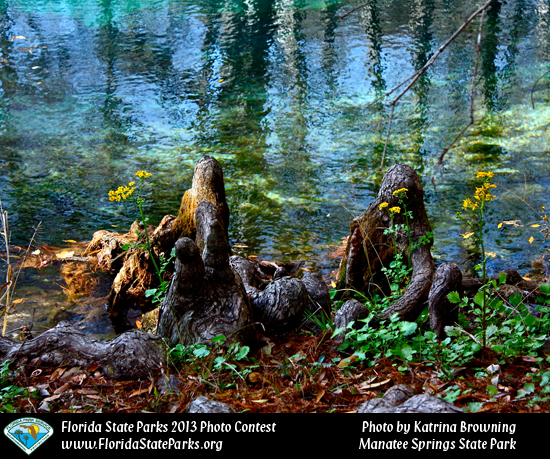 Florida State Parks 2013 Photo Contest
www.FloridaStateParks.org
Photo by Katrina Browning
Manatee Springs State Park